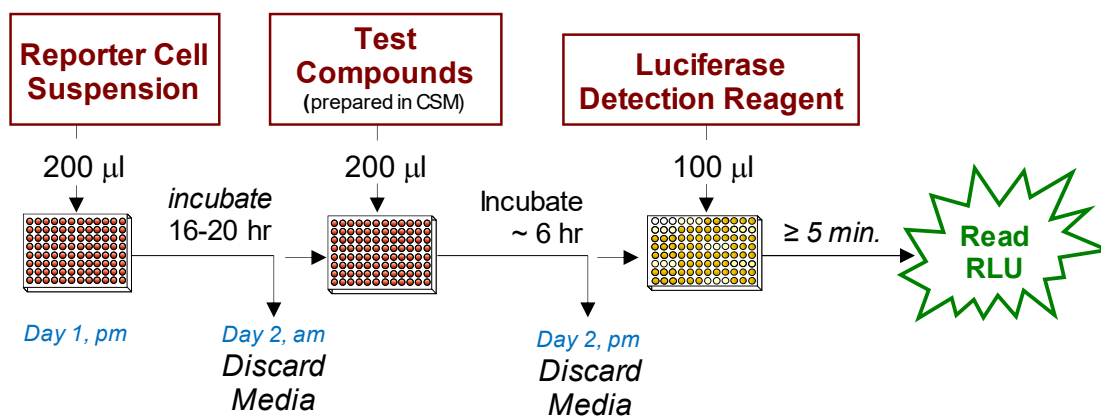 Reporter Cell
Suspension
Test
Compounds
(prepared in CSM)
Luciferase
Detection Reagent
200 μl
200 μl
100 μl
incubate
16-20 hr
Incubate
~ 6 hr
≥ 5 min.
Read
RLU
Day 1, pm
Day 2, am
Discard
Media
Day 2, pm
Discard
Media